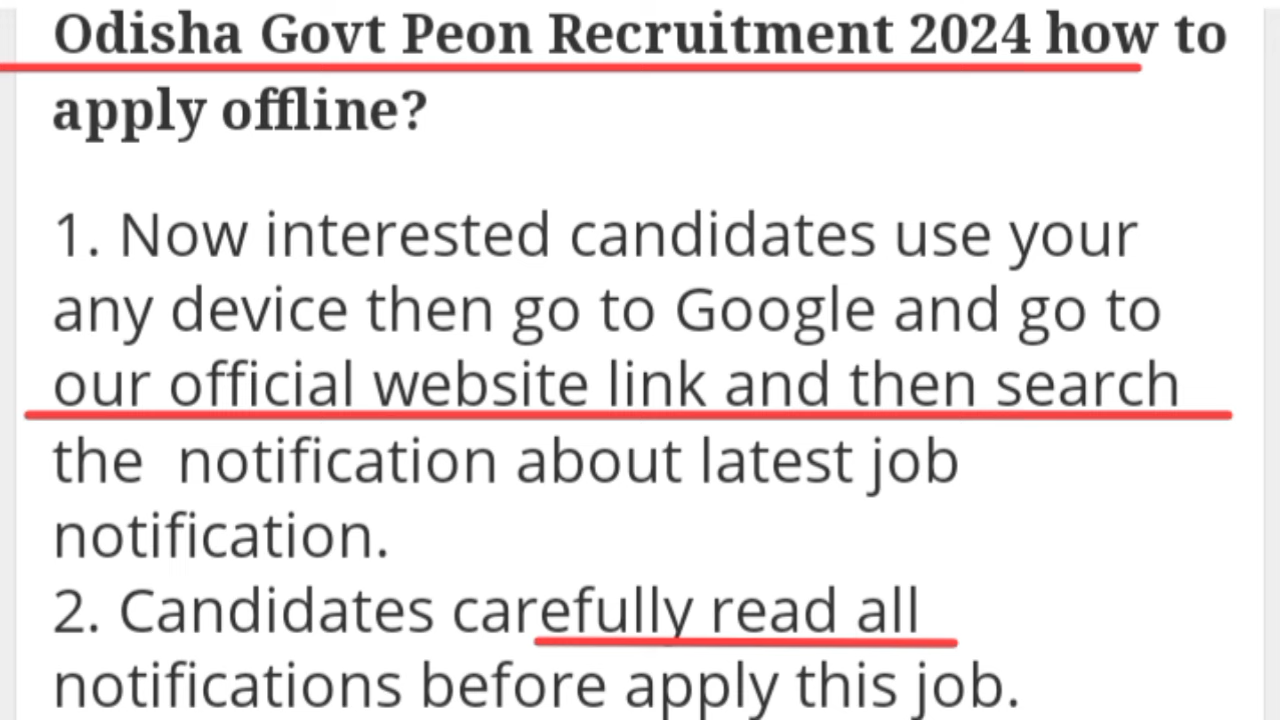 Odisha Govt Peon Recruitment 2024 how to
apply offline?
1. Now interested candidates use your
any device then go to Google and go to
our official website link and then search
the  notification about latest job
notification.
2. Candidates carefully read all
notifications before apply this job.